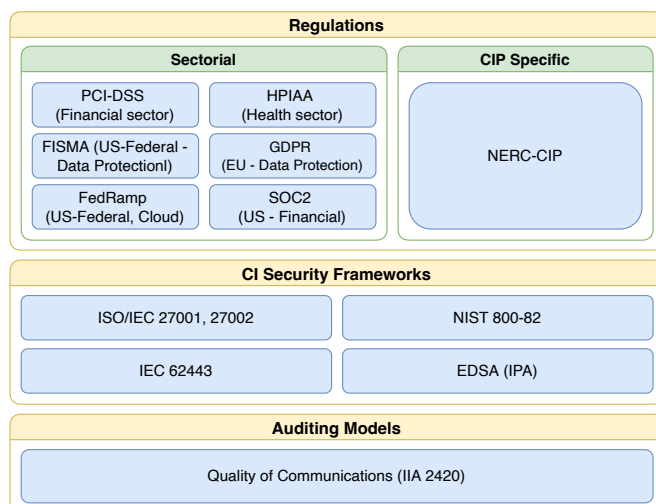 Regulations
Sectorial
PCI-DSS
(Financial sector)
HPIAA
(Health sector)
FISMA (US-Federal -
Data Protectionl)
GDPR
(EU - Data Protection)
FedRamp
(US-Federal, Cloud)
SOC2
(US - Financial)
CIP Specific
NERC-CIP
CI Security Frameworks
ISO/IEC 27001, 27002
NIST 800-82
IEC 62443
EDSA (IPA)
Auditing Models
Quality of Communications (IIA 2420)